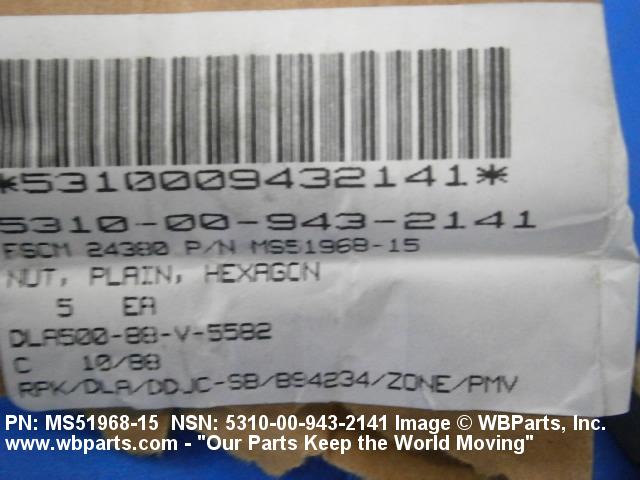 *5310009432141*
5310-00-943-2141
FSCM 24380 P/N MS51968-15
NUT, PLAIN, HEXAGON
5 EA
DLA500-88-V-5582
C 10/88
RPK/DLA/DDJC-SB/B94234/ZONE/PMV
PN: MS51968-15 NSN: 5310-00-943-2141 Image © WBParts, Inc.
www.wbparts.com - "Our Parts Keep the World Moving"